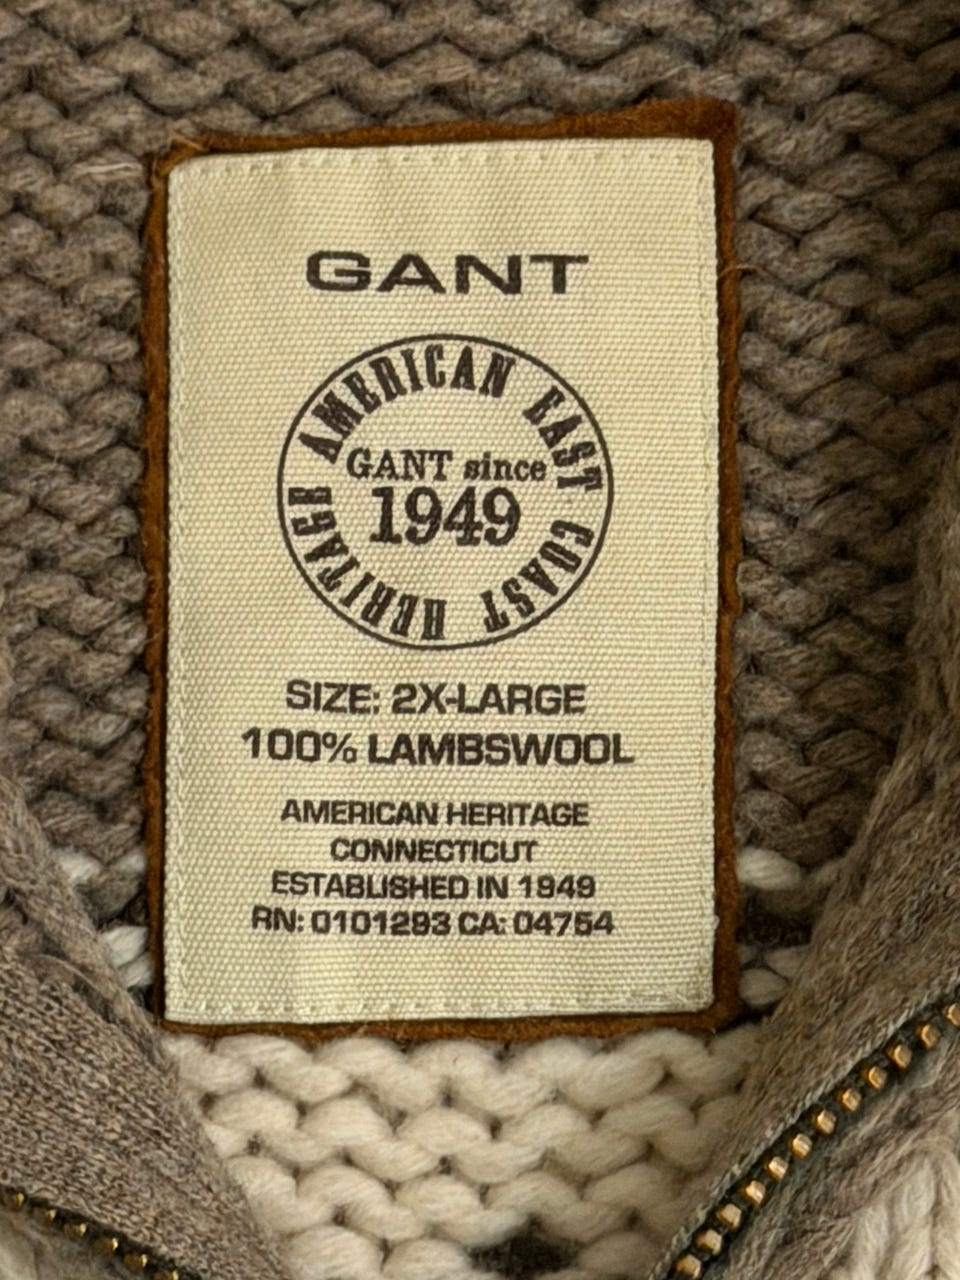 GANT
AMERICAN EAST COAST HERITAGE
GANT since
1949
SIZE: 2X-LARGE
100% LAMBSWOOL
AMERICAN HERITAGE
CONNECTICUT
ESTABLISHED IN 1949
RN: 0101293 CA: 04754